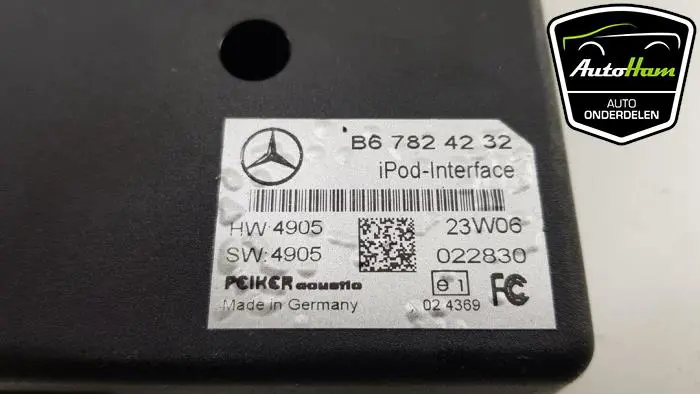 AutoHam
AUTO
ONDERDELEN
B6 782 42 32
iPod-Interface
HW:4905
23W06
SW:4905
022830
PEIKER acustic
e1
FC
Made in Germany
02 4369